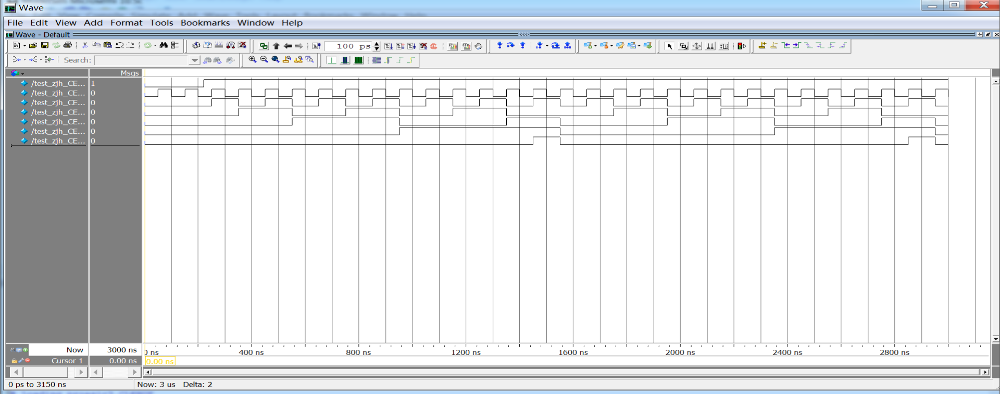 Wave
File Edit View Add Format Tools Bookmarks Window Help
Wave - Default
100 ps
Search:
Msgs
/test_zjh_CE... 1
/test_zjh_CE... 0
/test_zjh_CE... 0
/test_zjh_CE... 0
/test_zjh_CE... 0
/test_zjh_CE... 0
/test_zjh_CE... 0
Now 3000 ns
0 ns 400 ns 800 ns 1200 ns 1600 ns 2000 ns 2400 ns 2800 ns
Cursor 1 0.00 ns
0.00 ns
0 ps to 3150 ns Now: 3 us Delta: 2